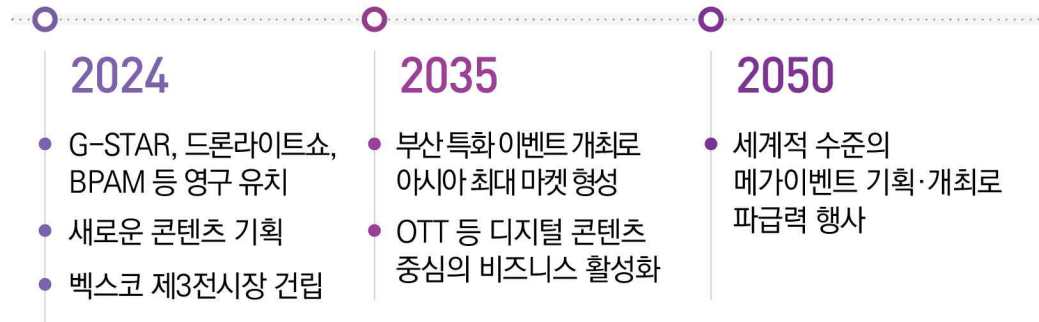 2024
G-STAR, 드론라이트쇼,
BPAM 등 영구 유치
새로운 콘텐츠 기획
벡스코 제3전시장 건립
2035
부산 특화 이벤트 개최로
아시아 최대 마켓 형성
OTT 등 디지털 콘텐츠
중심의 비즈니스 활성화
2050
세계적 수준의
메가이벤트 기획·개최로
파급력 행사